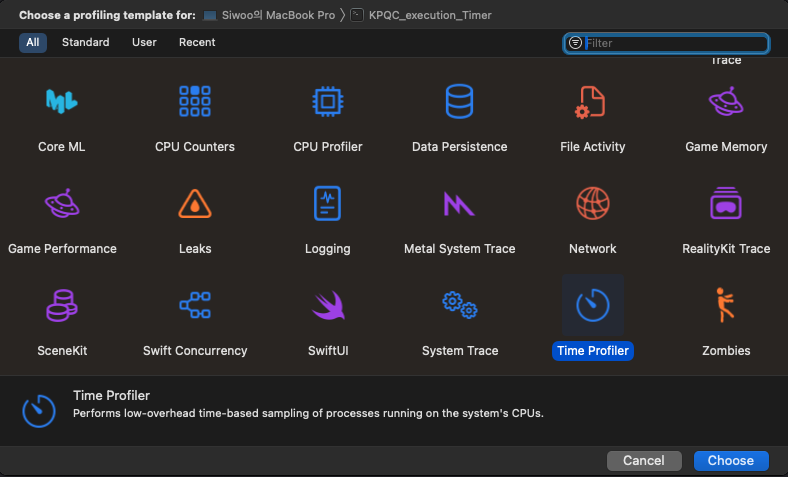 Choose a profiling template for: Siwoo의 MacBook Pro 〉 KPQC_execution_Timer
All Standard User Recent Filter
Trace
Core ML CPU Counters CPU Profiler Data Persistence File Activity Game Memory
Game Performance Leaks Logging Metal System Trace Network RealityKit Trace
SceneKit Swift Concurrency SwiftUI System Trace Time Profiler Zombies
Time Profiler
Performs low-overhead time-based sampling of processes running on the system's CPUs.
Cancel Choose